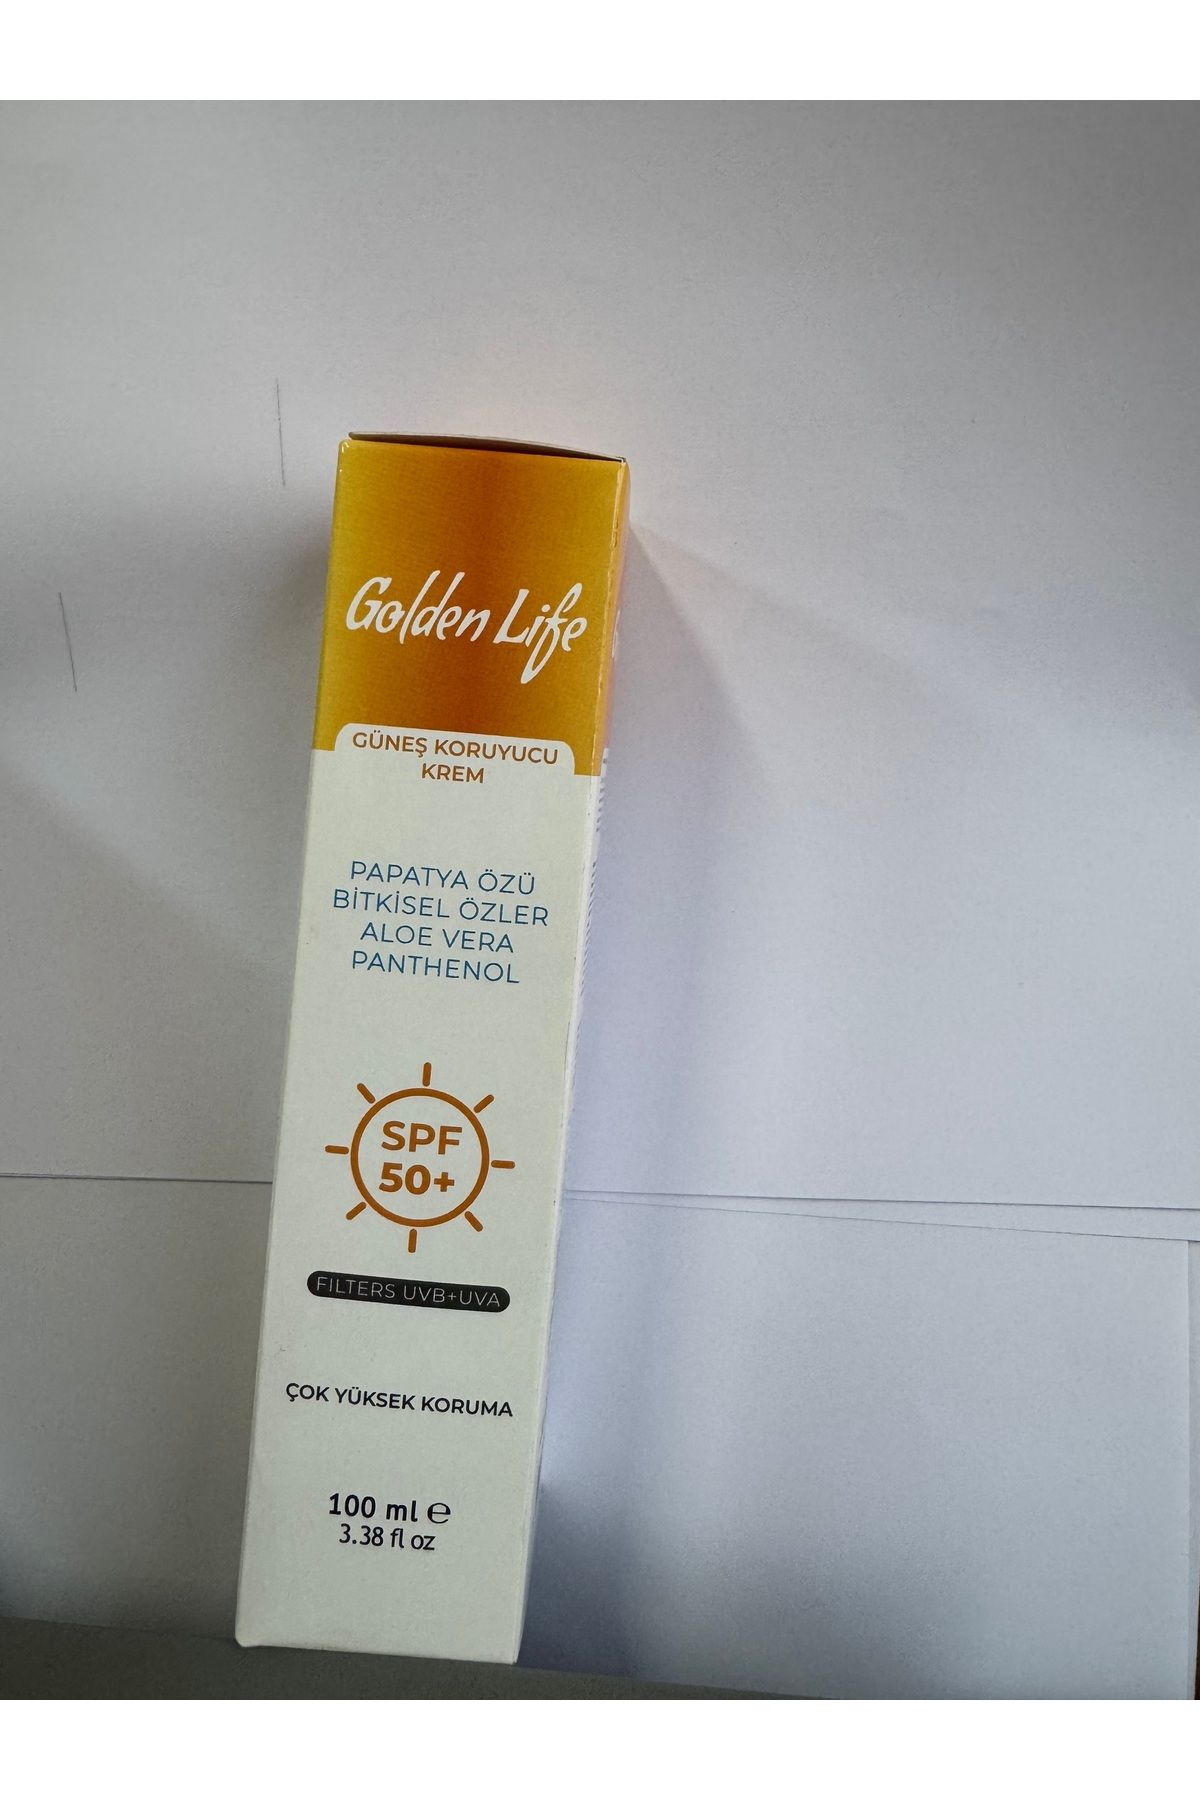 Golden Life
GÜNEŞ KORUYUCU
KREM
PAPATYA ÖZÜ
BİTKİSEL ÖZLER
ALOE VERA
PANTHENOL
SPF
50+
FILTERS UVB+UVA
ÇOK YÜKSEK KORUMA
100 ml ℮
3.38 fl oz